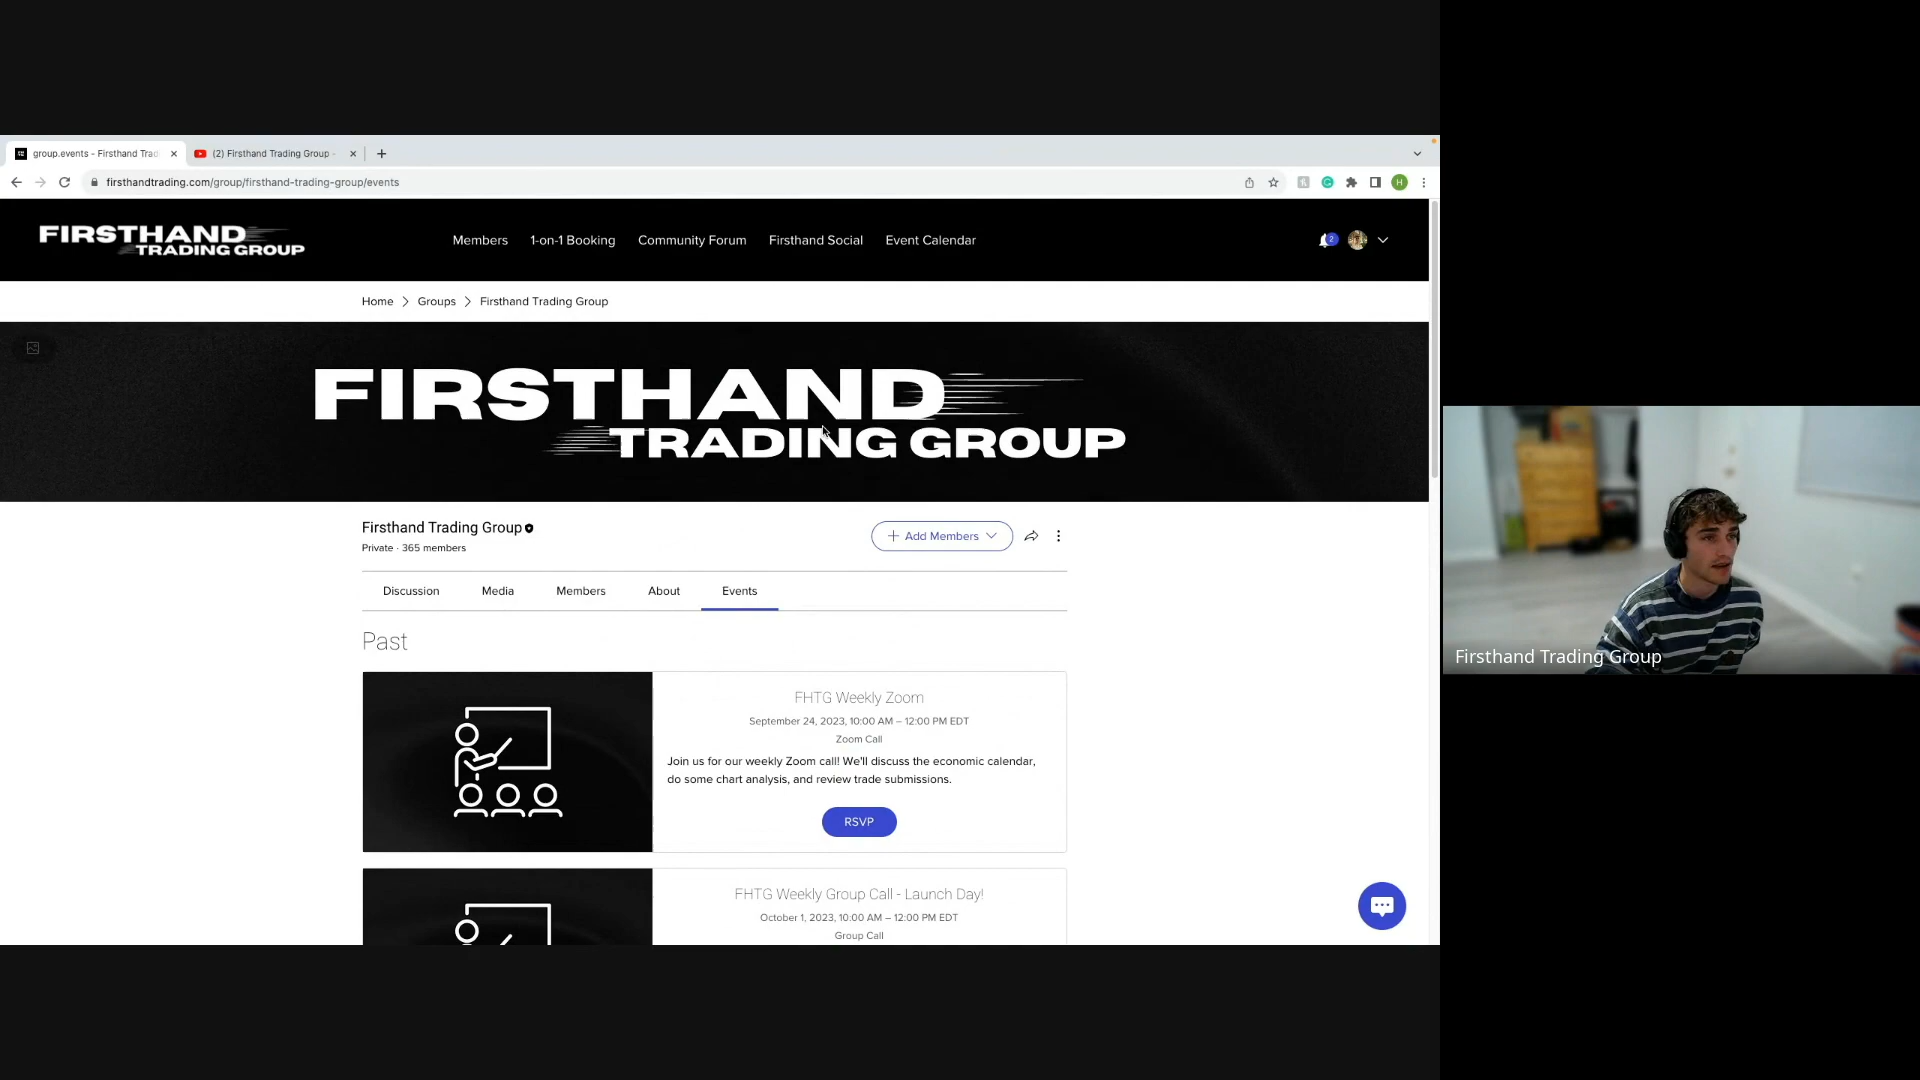 group.events - Firsthand Trad
(2) Firsthand Trading Group -
firsthandtrading.com/group/firsthand-trading-group/events
H
FIRSTHAND
TRADING GROUP
Members
1-on-1 Booking
Community Forum
Firsthand Social
Event Calendar
2
Home
Groups
Firsthand Trading Group
FIRSTHAND
TRADING GROUP
Firsthand Trading Group
Private · 365 members
Add Members
Discussion
Media
Members
About
Events
Past
FHTG Weekly Zoom
September 24, 2023, 10:00 AM – 12:00 PM EDT
Zoom Call
Join us for our weekly Zoom call! We'll discuss the economic calendar,
do some chart analysis, and review trade submissions.
RSVP
FHTG Weekly Group Call - Launch Day!
October 1, 2023, 10:00 AM – 12:00 PM EDT
Group Call
Firsthand Trading Group